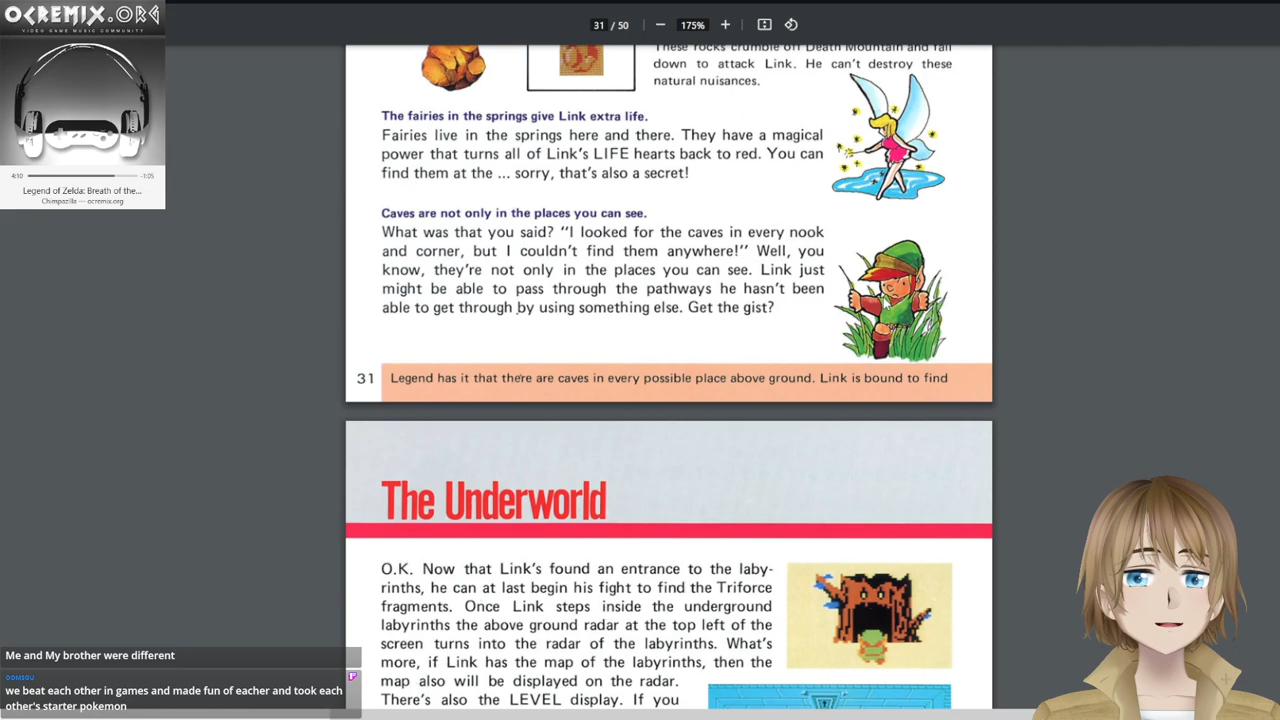 OCREMIX.ORG
VIDEO GAME MUSIC COMMUNITY
4:10
-1:05
Legend of Zelda: Breath of the...
Chimpazilla — ocremix.org
31 / 50
175%
These rocks crumble off Death Mountain and fall
down to attack Link. He can't destroy these
natural nuisances.
The fairies in the springs give Link extra life.
Fairies live in the springs here and there. They have a magical
power that turns all of Link's LIFE hearts back to red. You can
find them at the ... sorry, that's also a secret!
Caves are not only in the places you can see.
What was that you said? "I looked for the caves in every nook
and corner, but I couldn't find them anywhere!" Well, you
know, they're not only in the places you can see. Link just
might be able to pass through the pathways he hasn't been
able to get through by using something else. Get the gist?
31
Legend has it that there are caves in every possible place above ground. Link is bound to find
The Underworld
O.K. Now that Link's found an entrance to the laby-
rinths, he can at last begin his fight to find the Triforce
fragments. Once Link steps inside the underground
labyrinths the above ground radar at the top left of the
screen turns into the radar of the labyrinths. What's
more, if Link has the map of the labyrinths, then the
map also will be displayed on the radar.
There's also the LEVEL display. If you
Me and My brother were different
we beat each other in games and made fun of eacher and took each
other's starter pokemon